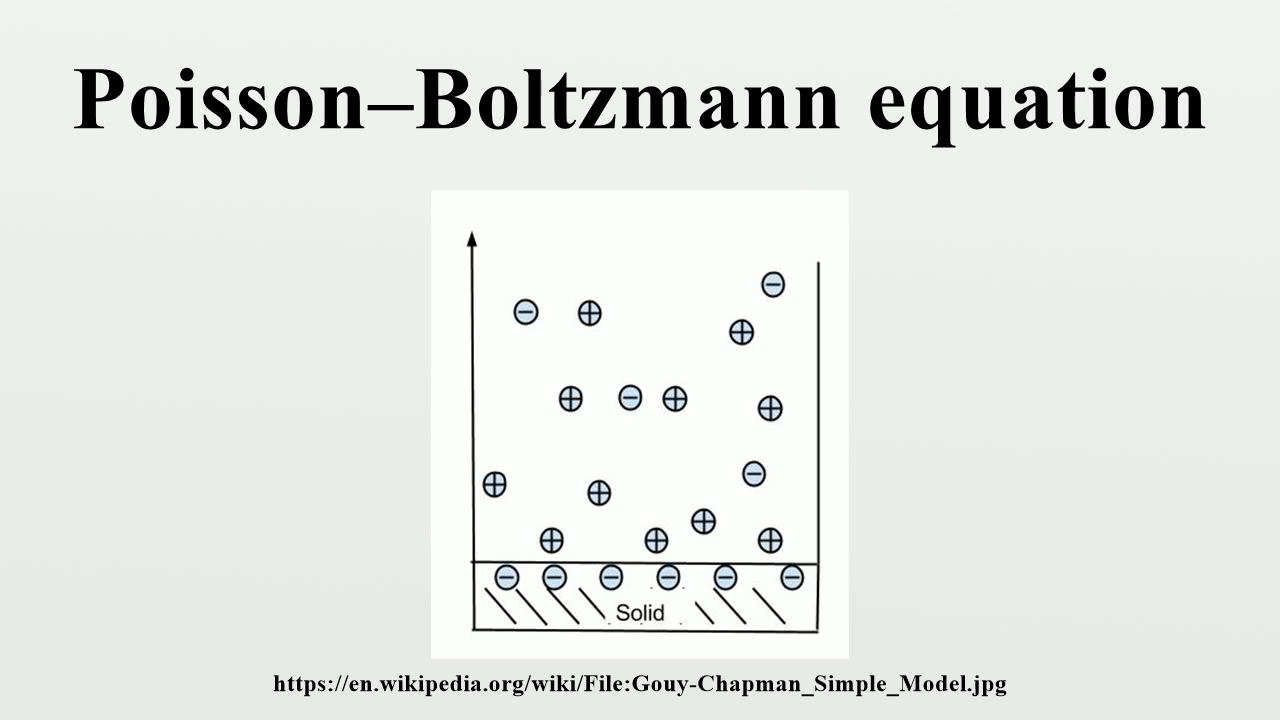 Poisson–Boltzmann equation
Solid
https://en.wikipedia.org/wiki/File:Gouy-Chapman_Simple_Model.jpg